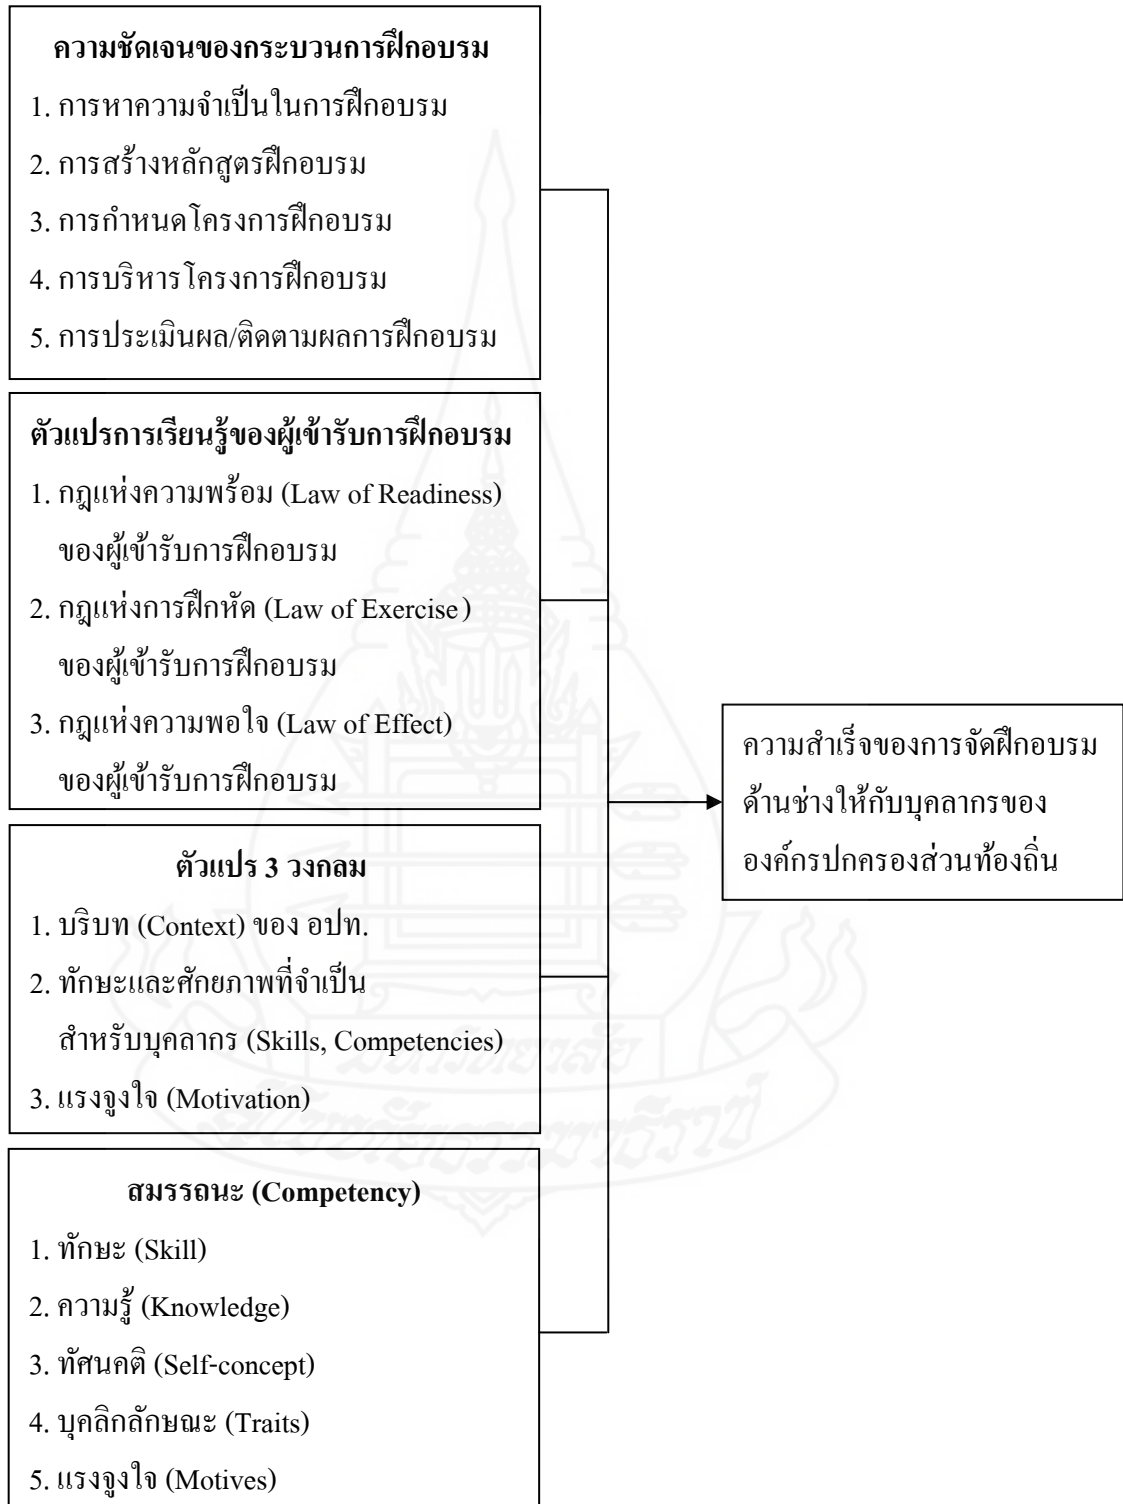 ความชัดเจนของกระบวนการฝึกอบรม
1. การหาความจำเป็นในการฝึกอบรม
2. การสร้างหลักสูตรฝึกอบรม
3. การกำหนดโครงการฝึกอบรม
4. การบริหารโครงการฝึกอบรม
5. การประเมินผล/ติดตามผลการฝึกอบรม
ตัวแปรการเรียนรู้ของผู้เข้ารับการฝึกอบรม
1. กฎแห่งความพร้อม (Law of Readiness)
ของผู้เข้ารับการฝึกอบรม
2. กฎแห่งการฝึกหัด (Law of Exercise)
ของผู้เข้ารับการฝึกอบรม
3. กฎแห่งความพอใจ (Law of Effect)
ของผู้เข้ารับการฝึกอบรม
ตัวแปร 3 วงกลม
1. บริบท (Context) ของ อปท.
2. ทักษะและศักยภาพที่จำเป็น
สำหรับบุคลากร (Skills, Competencies)
3. แรงจูงใจ (Motivation)
สมรรถนะ (Competency)
1. ทักษะ (Skill)
2. ความรู้ (Knowledge)
3. ทัศนคติ (Self-concept)
4. บุคลิกลักษณะ (Traits)
5. แรงจูงใจ (Motives)
ความสำเร็จของการจัดฝึกอบรม
ด้านช่างให้กับบุคลากรของ
องค์กรปกครองส่วนท้องถิ่น
มหาวิทยาลัย
สุโขทัยธรรมาธิราช